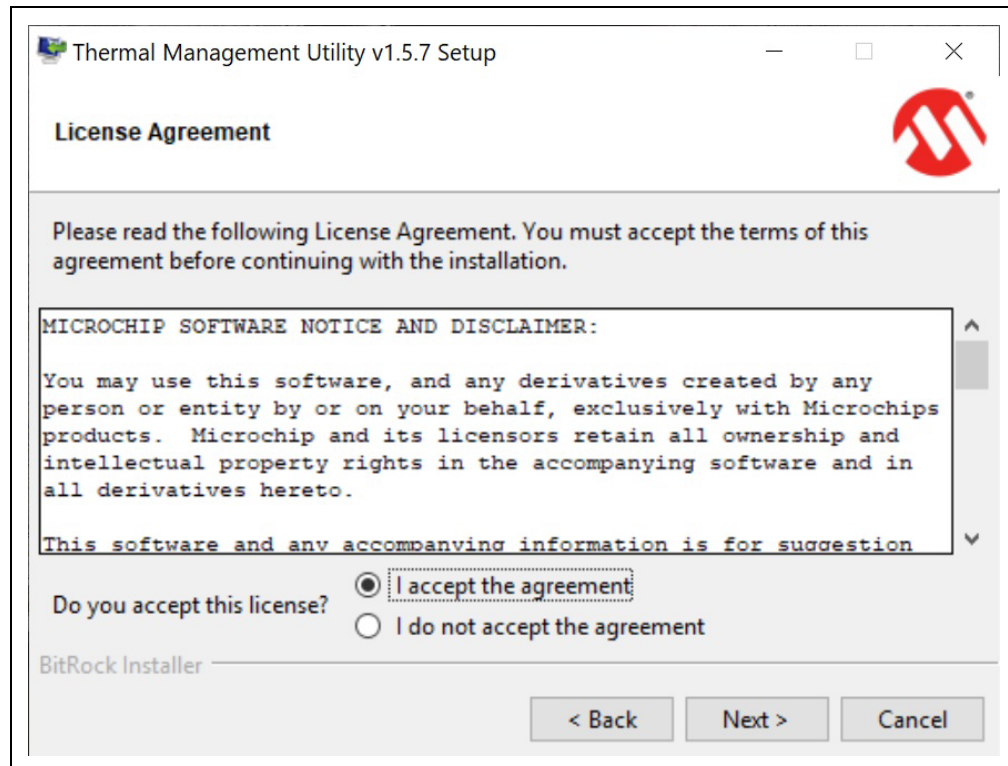 Thermal Management Utility v1.5.7 Setup
License Agreement
Please read the following License Agreement. You must accept the terms of this
agreement before continuing with the installation.
MICROCHIP SOFTWARE NOTICE AND DISCLAIMER:
You may use this software, and any derivatives created by any
person or entity by or on your behalf, exclusively with Microchips
products.  Microchip and its licensors retain all ownership and
intellectual property rights in the accompanying software and in
all derivatives hereto.
This software and any accompanying information is for suggestion
Do you accept this license?
I accept the agreement
I do not accept the agreement
BitRock Installer
< Back
Next >
Cancel